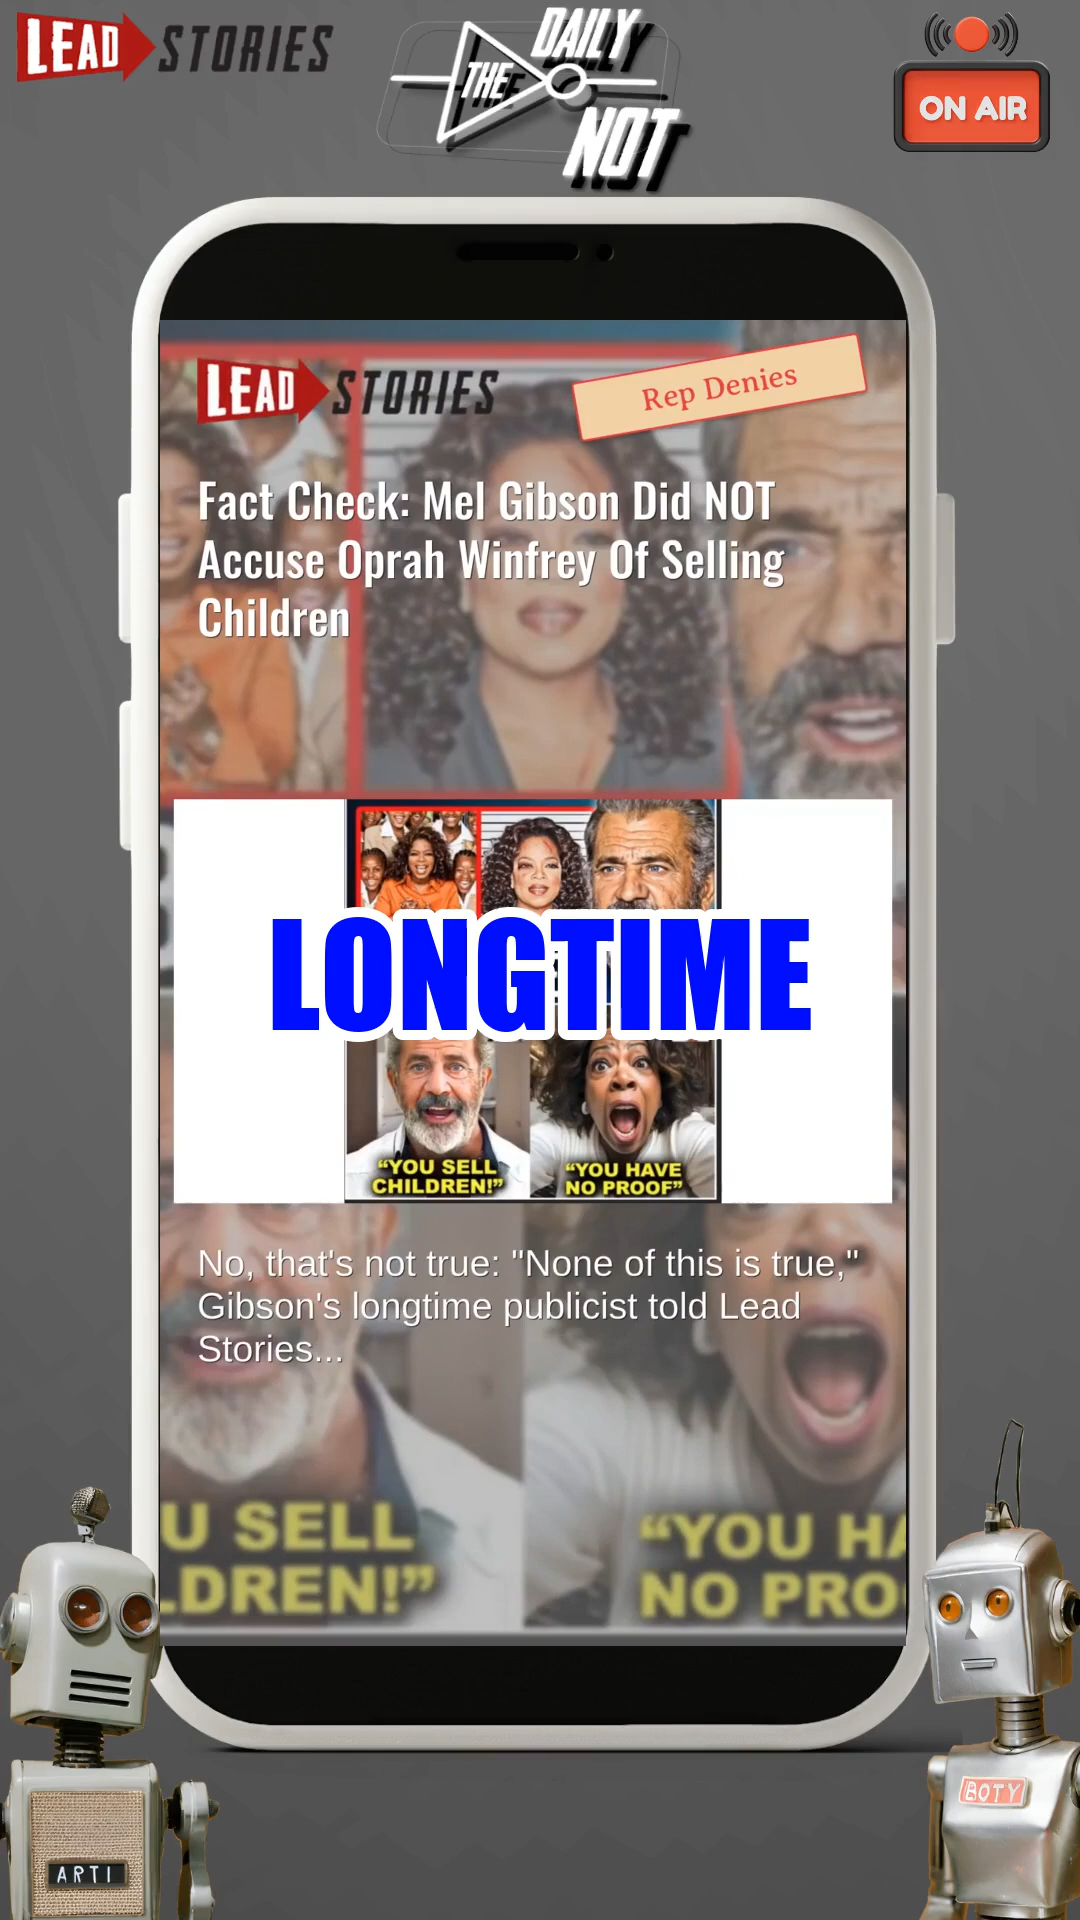 LEAD STORIES
THE DAILY NOT
ON AIR
LEAD STORIES
Rep Denies
Fact Check: Mel Gibson Did NOT
Accuse Oprah Winfrey Of Selling
Children
LONGTIME
“YOU SELL
CHILDREN!”
“YOU HAVE
NO PROOF”
No, that's not true: "None of this is true,"
Gibson's longtime publicist told Lead
Stories...
U SELL
LDREN!”
“YOU HA
NO PROO
ARTI
BOTY